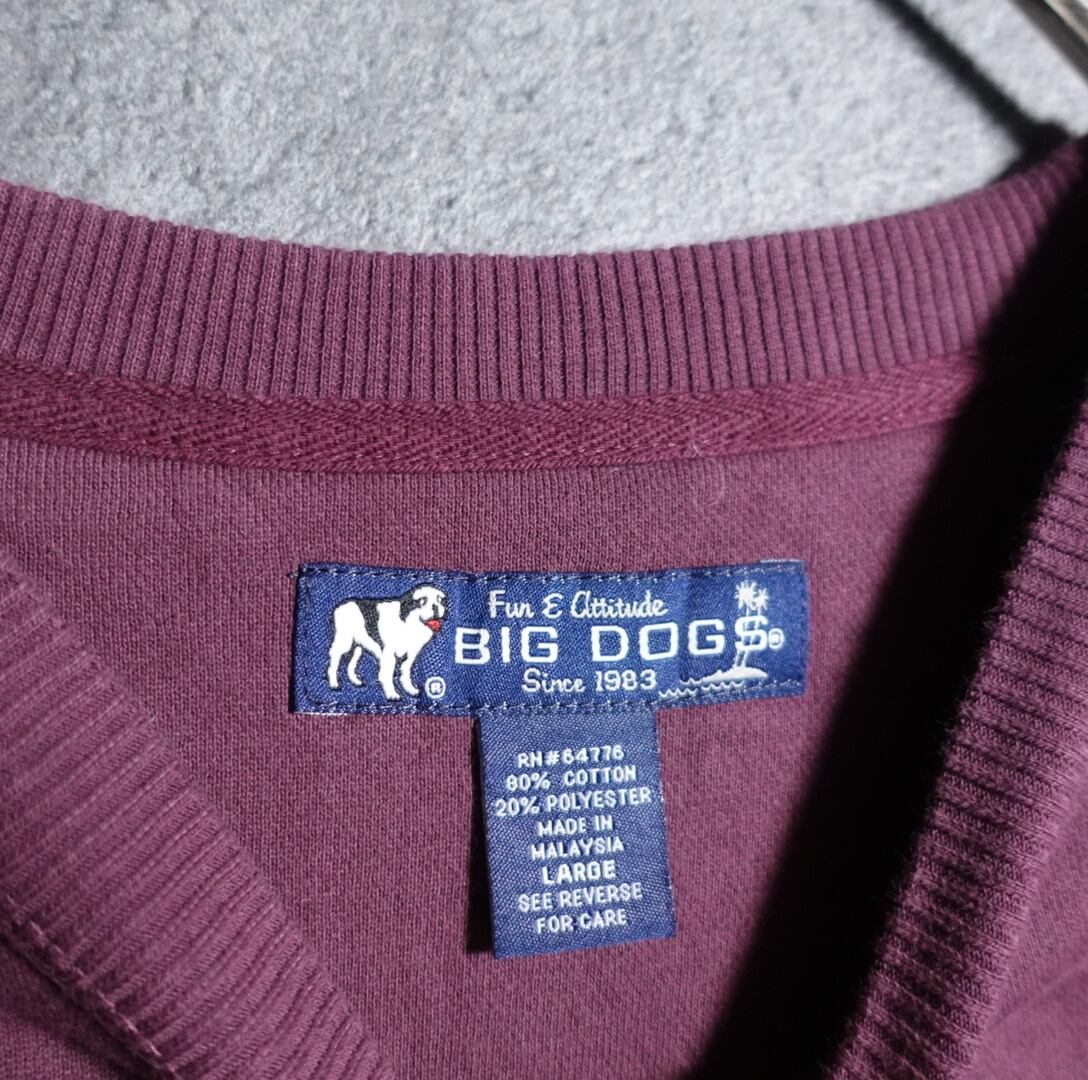 Fun & Attitude
BIG DOGS®
Since 1983
®
RN#64776
80% COTTON
20% POLYESTER
MADE IN
MALAYSIA
LARGE
SEE REVERSE
FOR CARE